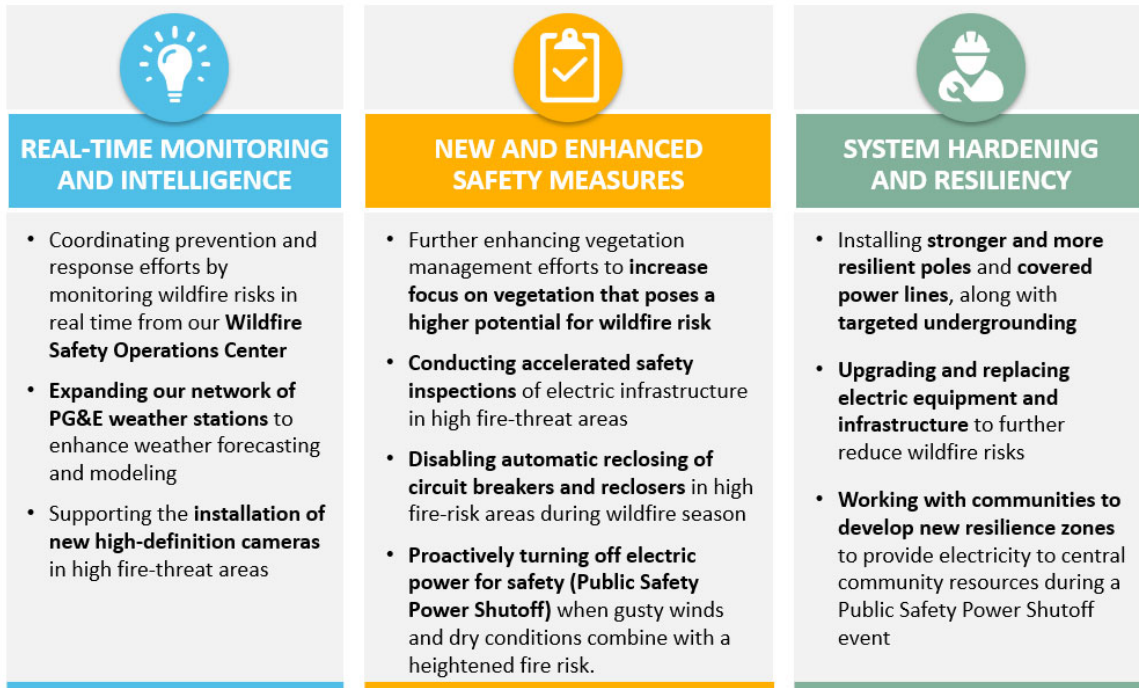 REAL-TIME MONITORING
AND INTELLIGENCE
• Coordinating prevention and
response efforts by
monitoring wildfire risks in
real time from our Wildfire
Safety Operations Center
• Expanding our network of
PG&E weather stations to
enhance weather forecasting
and modeling
• Supporting the installation of
new high-definition cameras
in high fire-threat areas
NEW AND ENHANCED
SAFETY MEASURES
• Further enhancing vegetation
management efforts to increase
focus on vegetation that poses a
higher potential for wildfire risk
• Conducting accelerated safety
inspections of electric infrastructure
in high fire-threat areas
• Disabling automatic reclosing of
circuit breakers and reclosers in high
fire-risk areas during wildfire season
• Proactively turning off electric
power for safety (Public Safety
Power Shutoff) when gusty winds
and dry conditions combine with a
heightened fire risk.
SYSTEM HARDENING
AND RESILIENCY
• Installing stronger and more
resilient poles and covered
power lines, along with
targeted undergrounding
• Upgrading and replacing
electric equipment and
infrastructure to further
reduce wildfire risks
• Working with communities to
develop new resilience zones
to provide electricity to central
community resources during a
Public Safety Power Shutoff
event